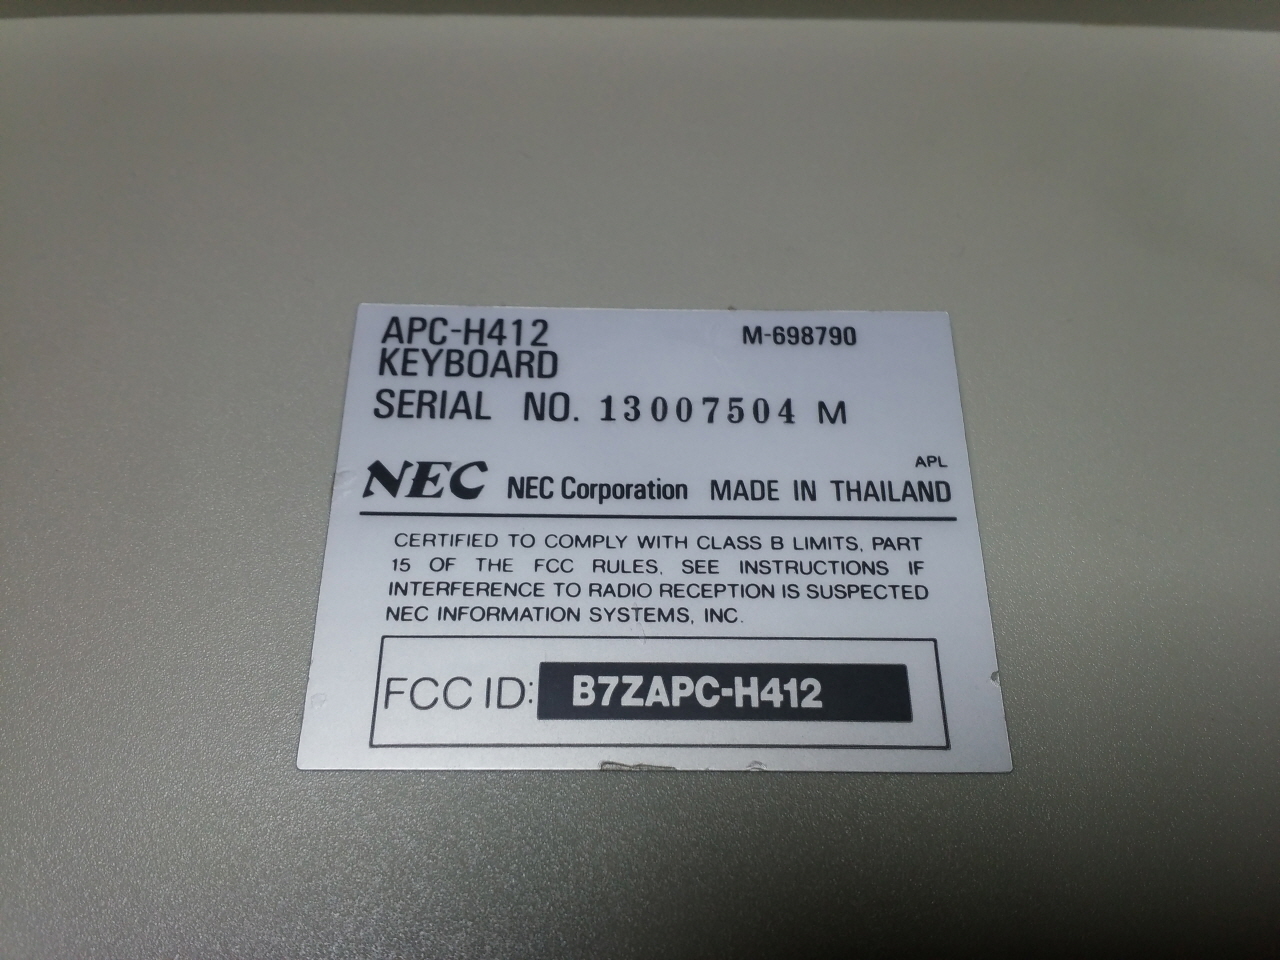 APC-H412 M-698790
KEYBOARD
SERIAL NO. 13007504 M
APL
NEC NEC Corporation MADE IN THAILAND
CERTIFIED TO COMPLY WITH CLASS B LIMITS, PART
15 OF THE FCC RULES. SEE INSTRUCTIONS IF
INTERFERENCE TO RADIO RECEPTION IS SUSPECTED
NEC INFORMATION SYSTEMS, INC.
FCC ID: B7ZAPC-H412